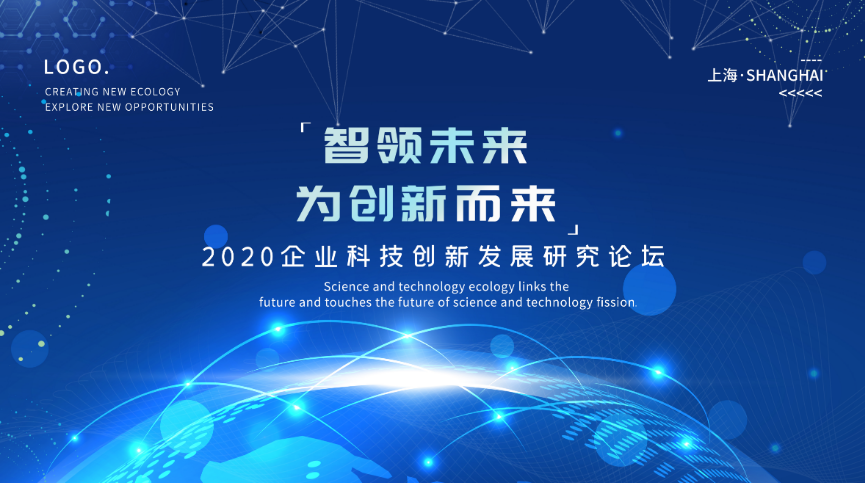 LOGO.
CREATING NEW ECOLOGY
EXPLORE NEW OPPORTUNITIES
上海·SHANGHAI
<<<<<
「智领未来
为创新而来」
2020企业科技创新发展研究论坛
Science and technology ecology links the
future and touches the future of science and technology fission.